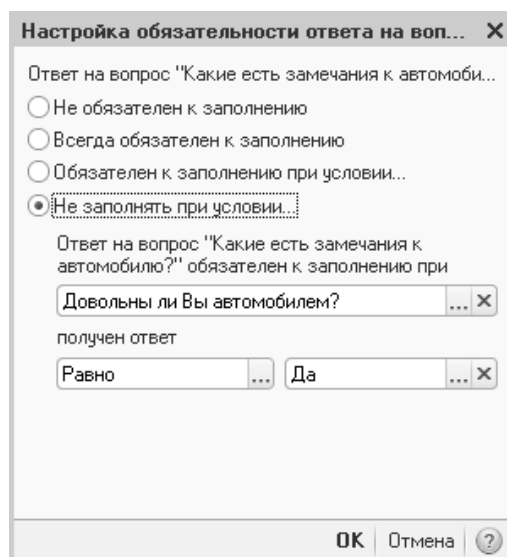 Настройка обязательности ответа на воп...
Ответ на вопрос "Какие есть замечания к автомоби...
Не обязателен к заполнению
Всегда обязателен к заполнению
Обязателен к заполнению при условии...
Не заполнять при условии...
Ответ на вопрос "Какие есть замечания к
автомобилю?" обязателен к заполнению при
Довольны ли Вы автомобилем? ...
получен ответ
Равно ... Да ...
OK Отмена ?